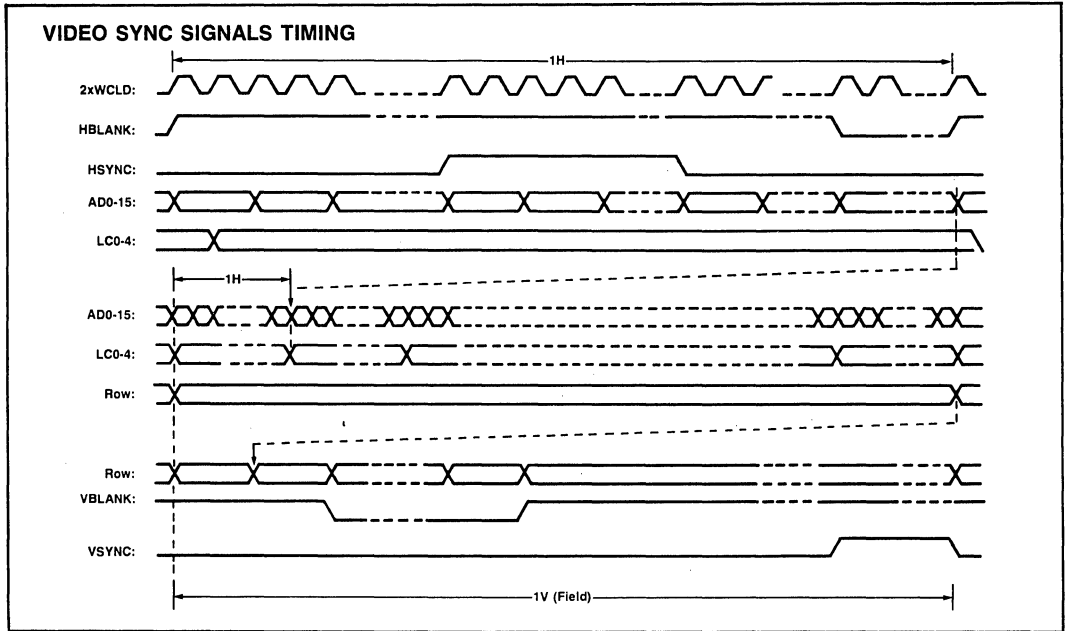 VIDEO SYNC SIGNALS TIMING
1H
2xWCLD:
HBLANK:
HSYNC:
AD0-15:
LC0-4:
1H
AD0-15:
LC0-4:
Row:
Row:
VBLANK:
VSYNC:
1V (Field)